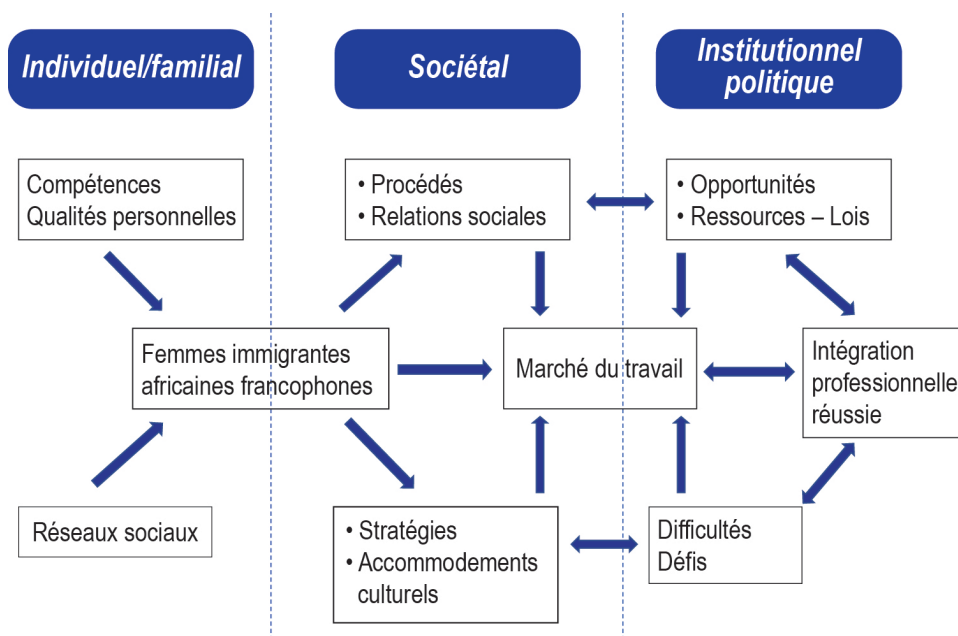 Individuel/familial
Sociétal
Institutionnel
politique
Compétences
Qualités personnelles
• Procédés
• Relations sociales
• Opportunités
• Ressources – Lois
Femmes immigrantes
africaines francophones
Marché du travail
Intégration
professionnelle
réussie
Réseaux sociaux
• Stratégies
• Accommodements
culturels
Difficultés
Défis